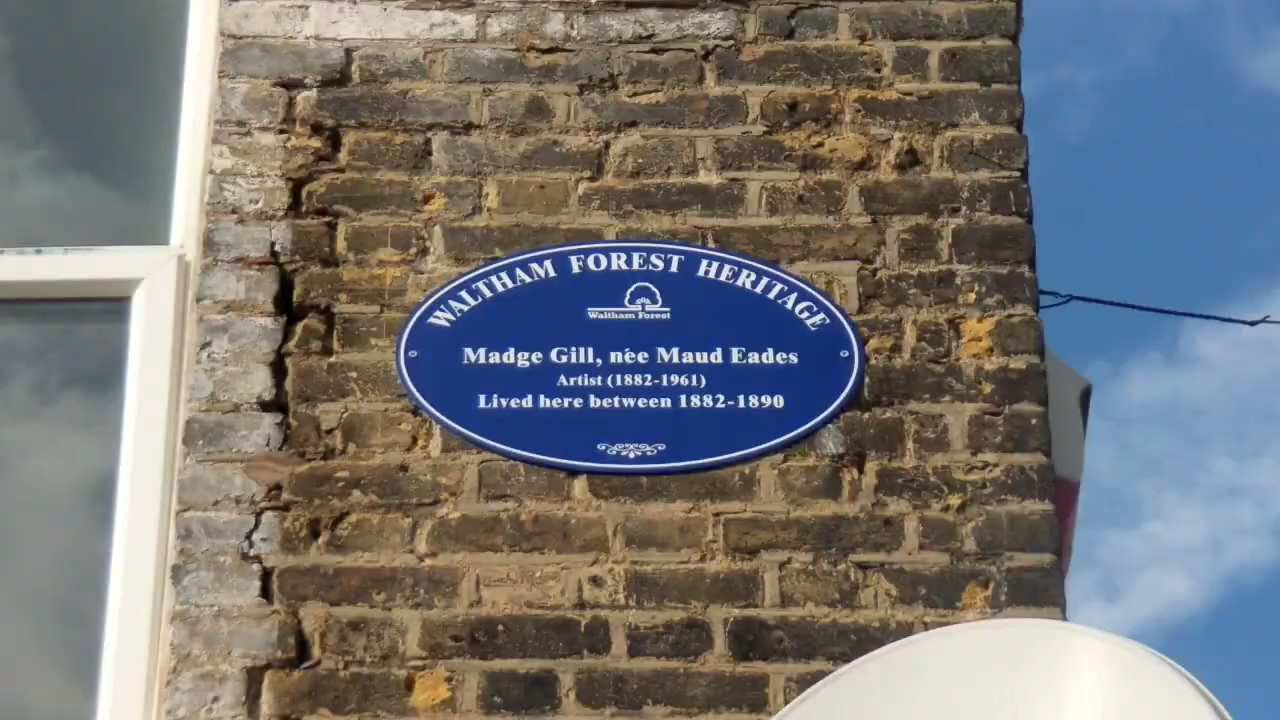 WALTHAM FOREST HERITAGE
Waltham Forest
Madge Gill, née Maud Eades
Artist (1882-1961)
Lived here between 1882-1890